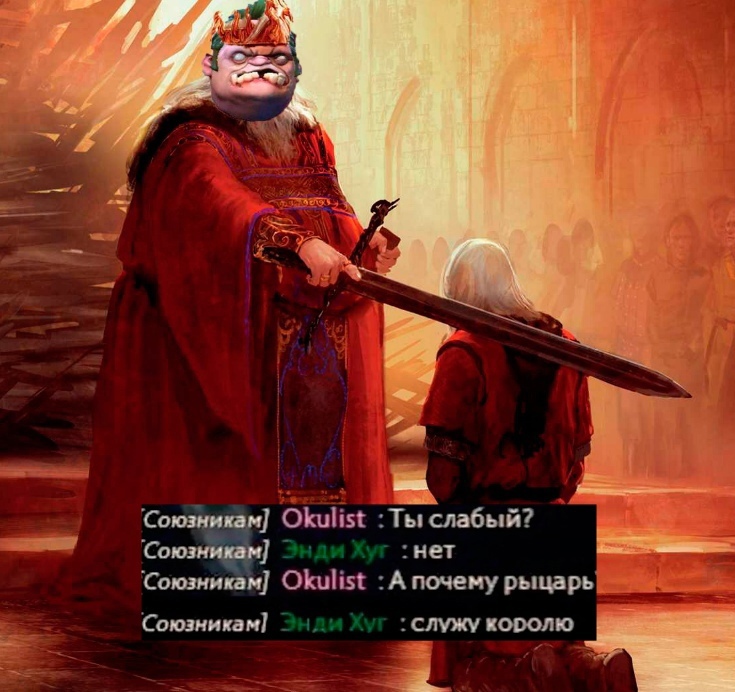 [Союзникам] Okulist : Ты слабый?
[Союзникам] Энди Хуг : нет
[Союзникам] Okulist : А почему рыцарь
[Союзникам] Энди Хуг : служу королю